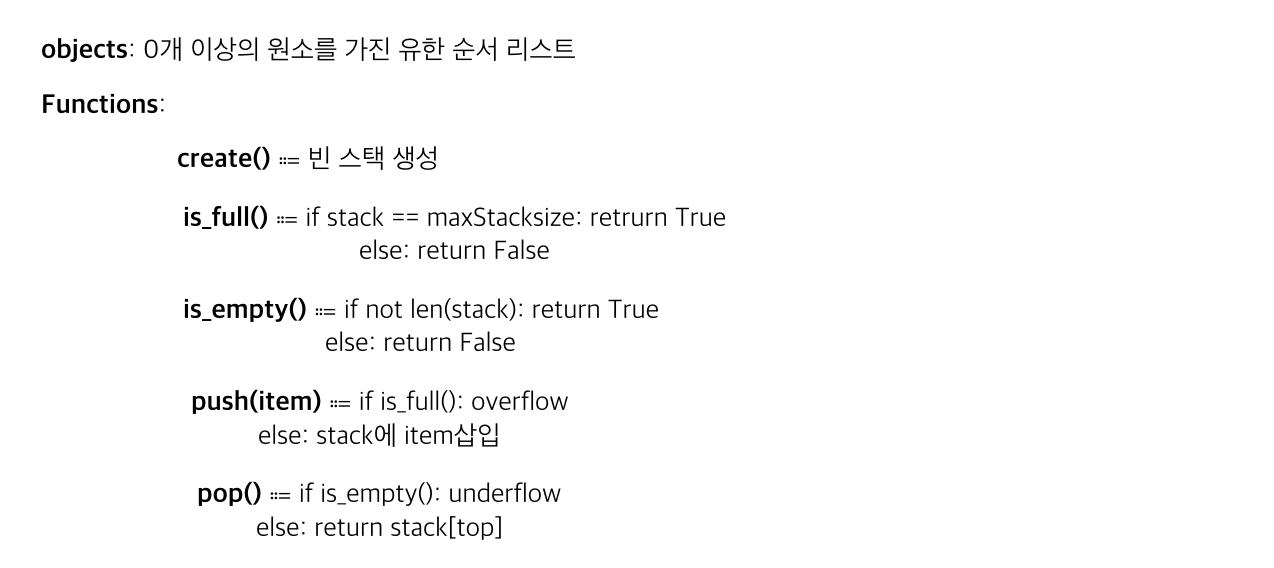 objects: 0개 이상의 원소를 가진 유한 순서 리스트
Functions:
create() ::= 빈 스택 생성
is_full() ::= if stack == maxStacksize: retrurn True
else: return False
is_empty() ::= if not len(stack): return True
else: return False
push(item) ::= if is_full(): overflow
else: stack에 item삽입
pop() ::= if is_empty(): underflow
else: return stack[top]